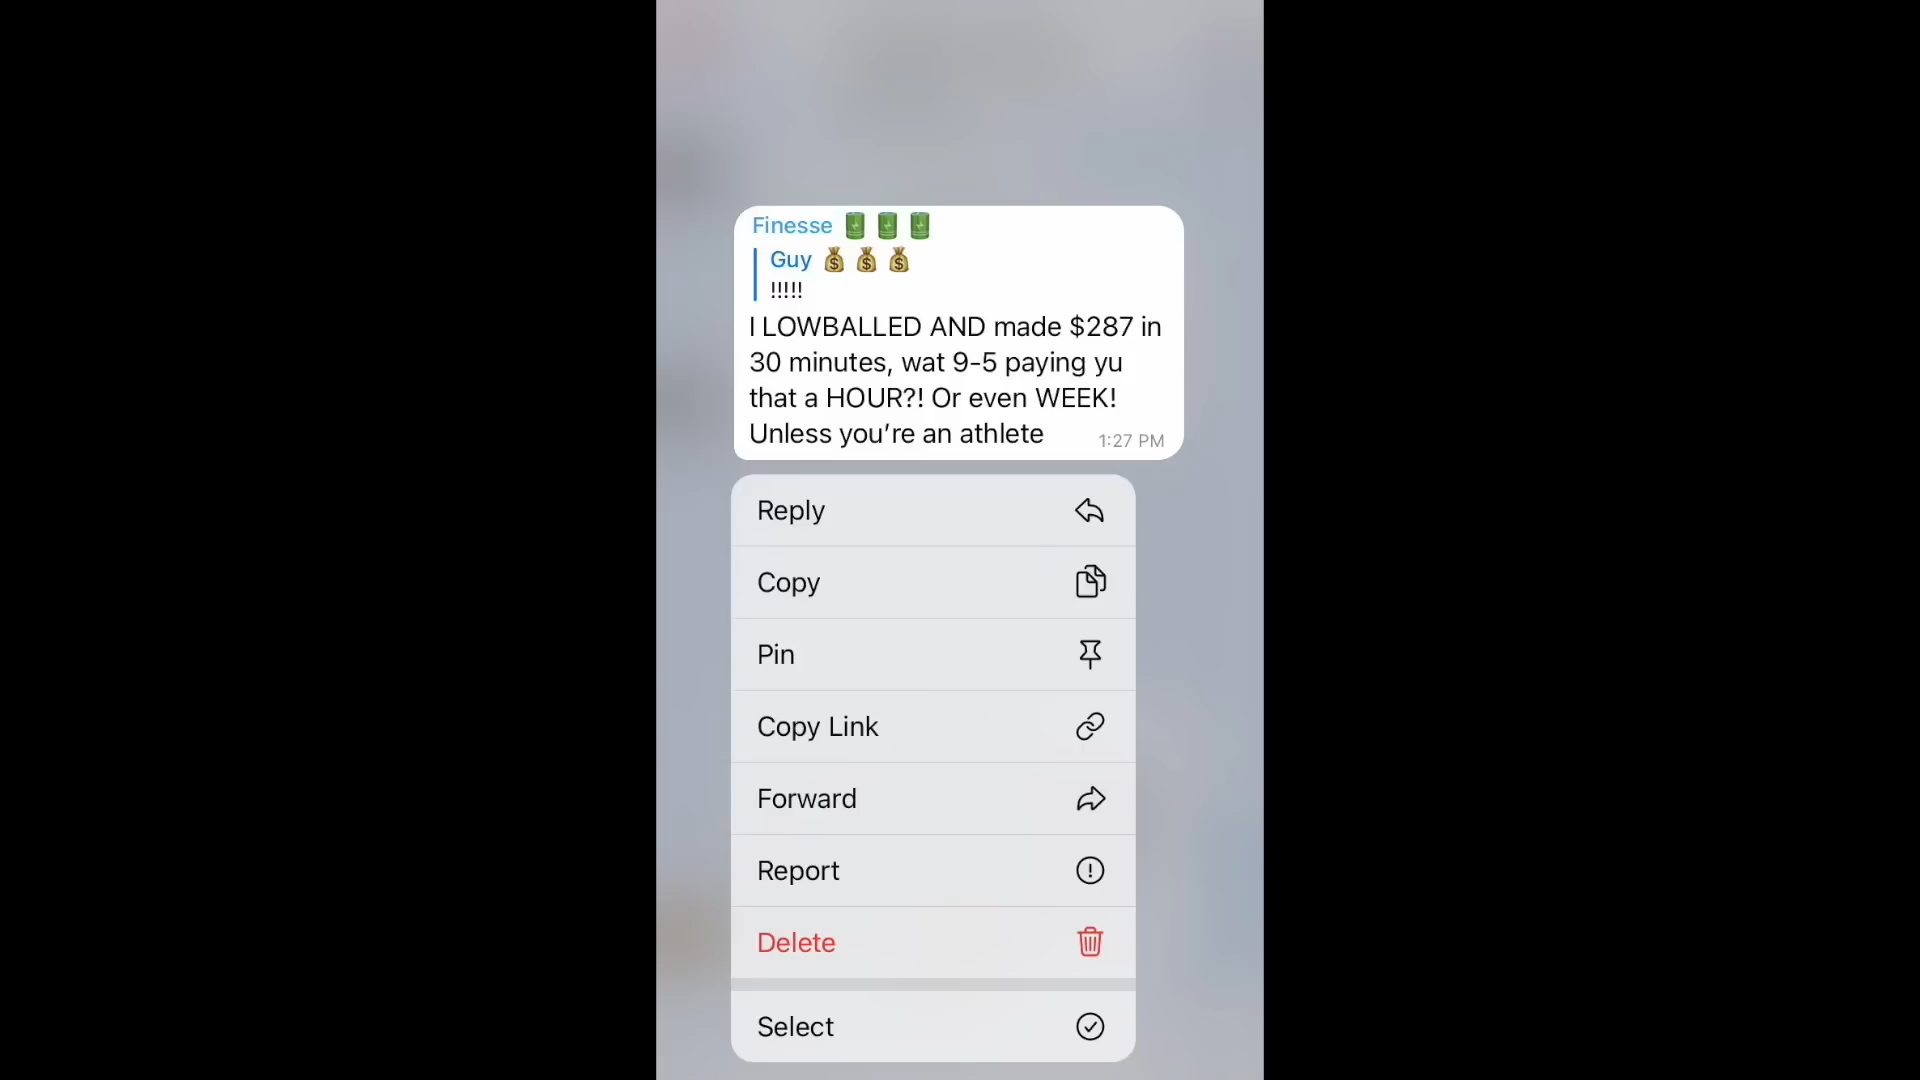 Finesse
Guy 💰 💰 💰
!!!!!
I LOWBALLED AND made $287 in
30 minutes, wat 9-5 paying yu
that a HOUR?! Or even WEEK!
Unless you’re an athlete
1:27 PM
Reply
Copy
Pin
Copy Link
Forward
Report
Delete
Select